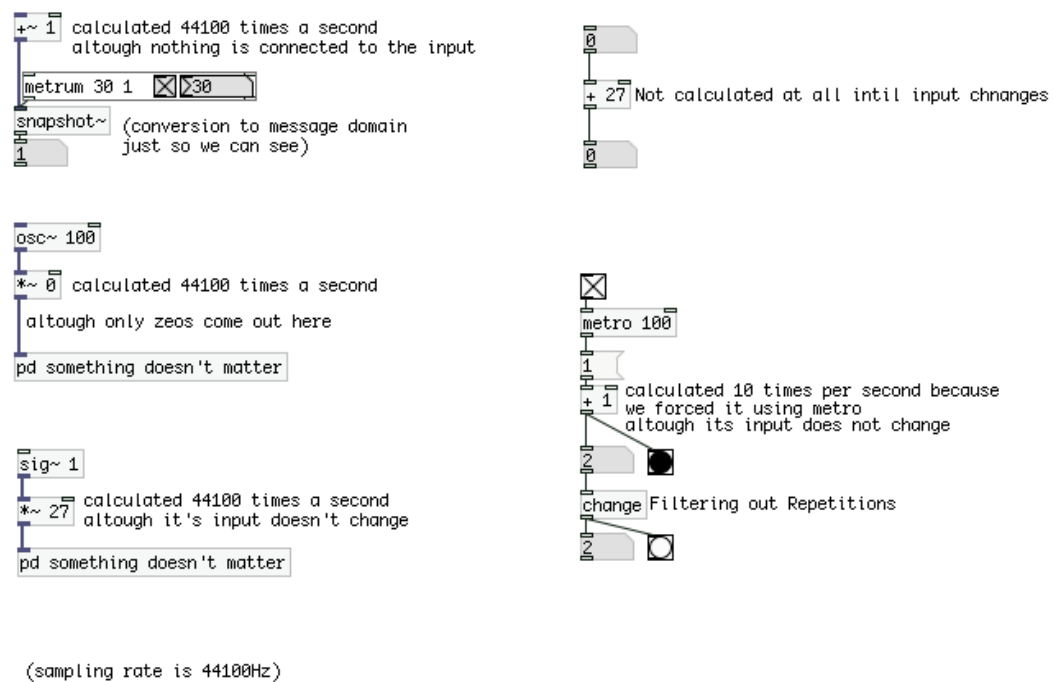 +~ 1
calculated 44100 times a second
altough nothing is connected to the input
metrum 30 1
30
snapshot~
(conversion to message domain
just so we can see)
1
osc~ 100
*~ 0
calculated 44100 times a second
altough only zeos come out here
pd something doesn't matter
sig~ 1
*~ 27
calculated 44100 times a second
altough it's input doesn't change
pd something doesn't matter
(sampling rate is 44100Hz)
0
+ 27
Not calculated at all intil input chnanges
0
metro 100
1
+ 1
calculated 10 times per second because
we forced it using metro
altough its input does not change
2
change
Filtering out Repetitions
2